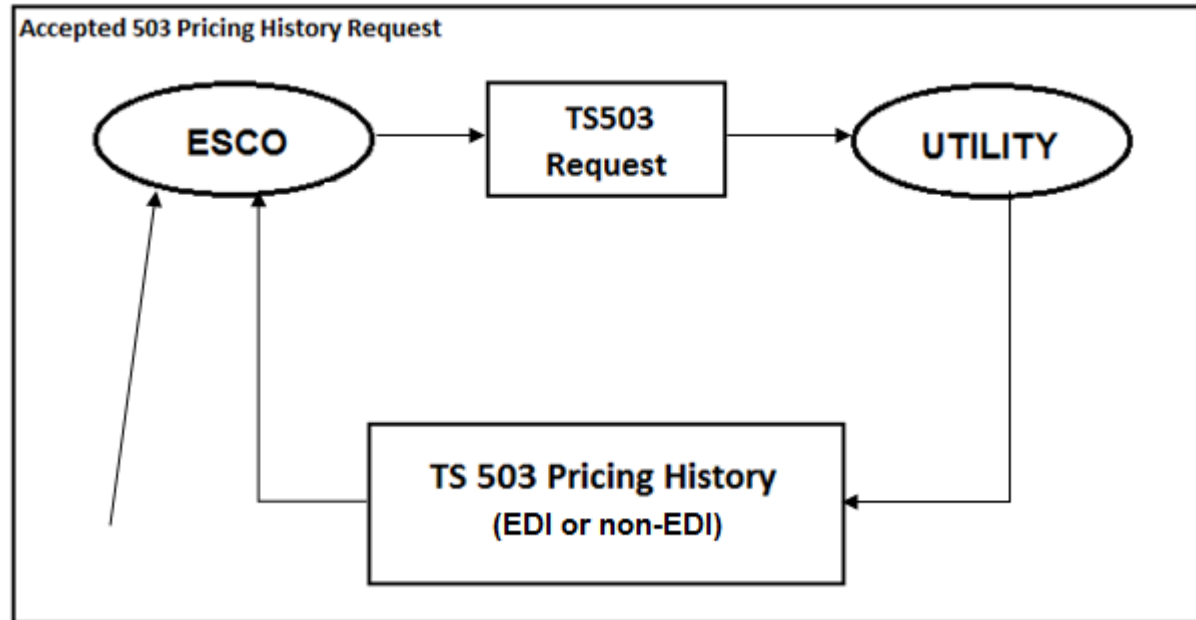 Accepted 503 Pricing History Request
ESCO
TS503
Request
UTILITY
TS 503 Pricing History
(EDI or non-EDI)